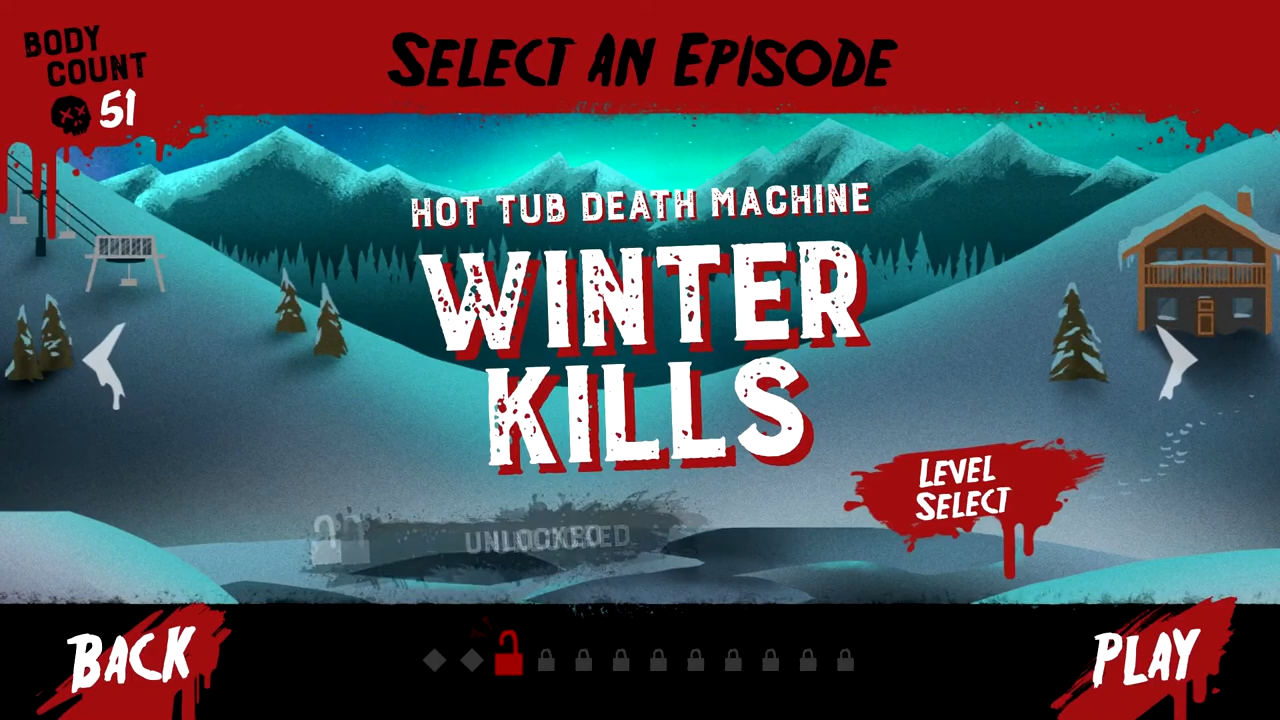 BODY
COUNT
51
SELECT AN EPISODE
HOT TUB DEATH MACHINE
WINTER
KILLS
LEVEL
SELECT
BACK
PLAY